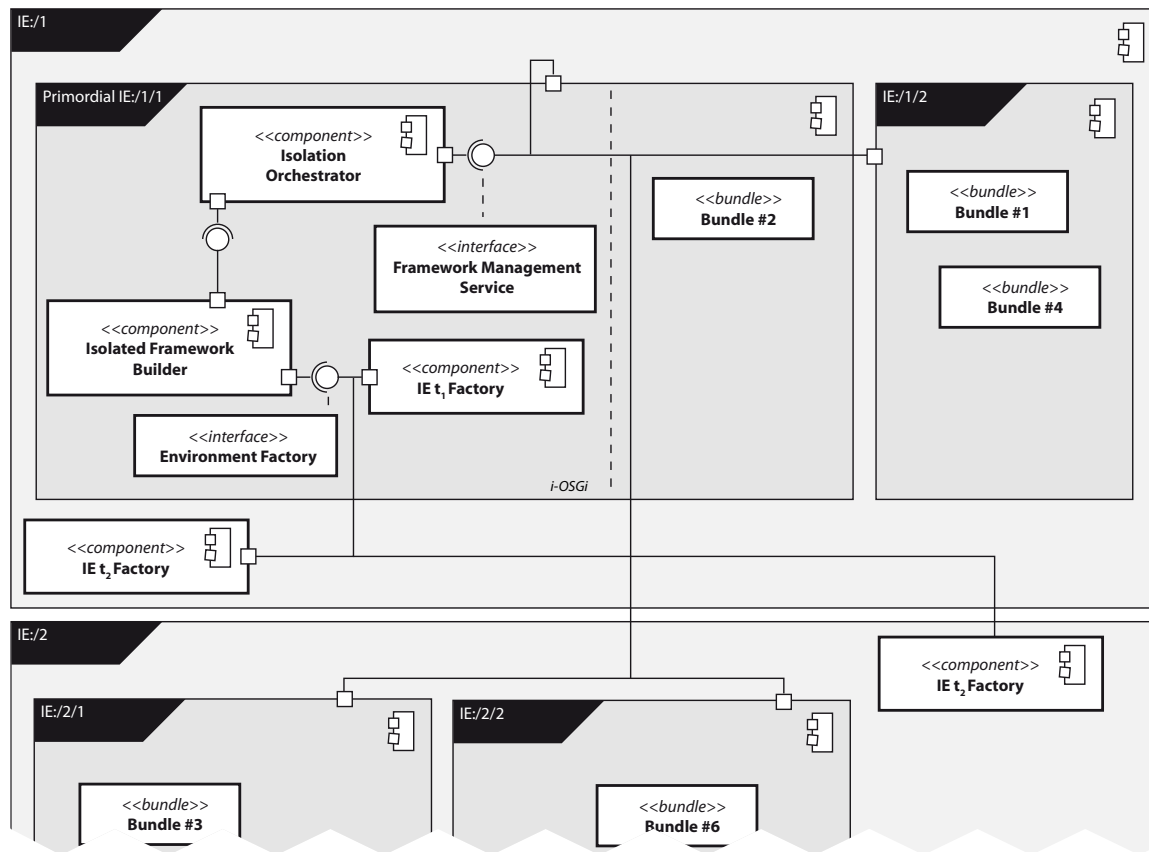 IE:/1
Primordial IE:/1/1
<<component>>
Isolation
Orchestrator
<<interface>>
Framework Management
Service
<<component>>
Isolated Framework
Builder
<<component>>
IE t₁ Factory
<<interface>>
Environment Factory
i-OSGi
<<bundle>>
Bundle #2
IE:/1/2
<<bundle>>
Bundle #1
<<bundle>>
Bundle #4
<<component>>
IE t₂ Factory
IE:/2
<<component>>
IE t₂ Factory
IE:/2/1
<<bundle>>
Bundle #3
IE:/2/2
<<bundle>>
Bundle #6